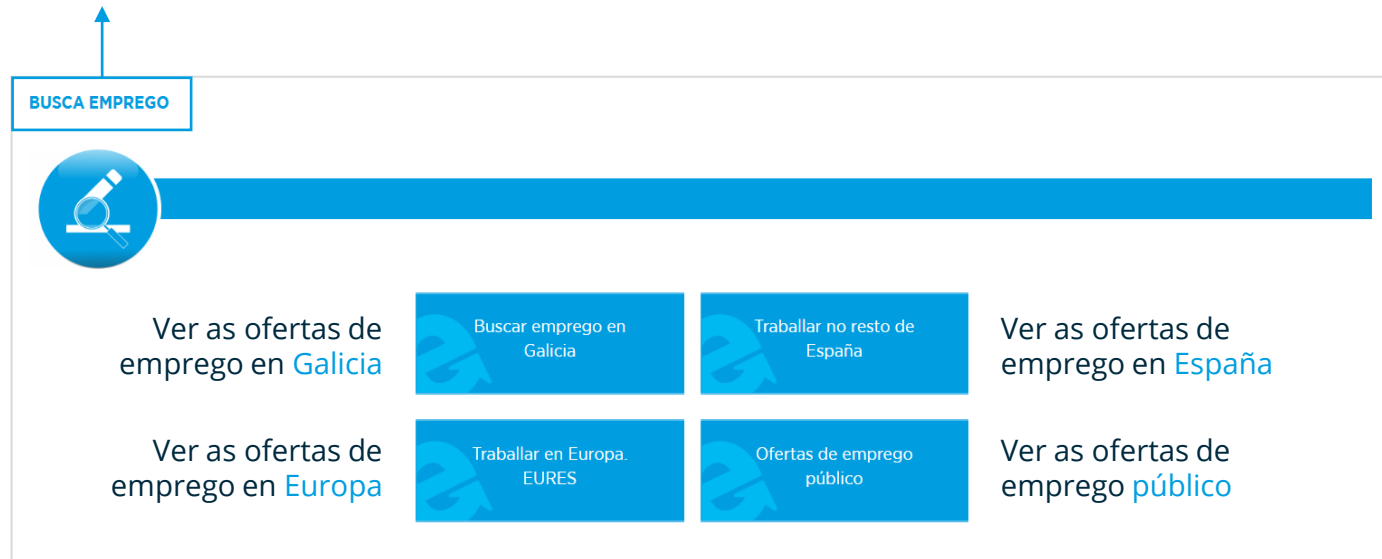 BUSCA EMPREGO
Ver as ofertas de
emprego en Galicia
Buscar emprego en
Galicia
Traballar no resto de
España
Ver as ofertas de
emprego en España
Ver as ofertas de
emprego en Europa
Traballar en Europa.
EURES
Ofertas de emprego
público
Ver as ofertas de
emprego público